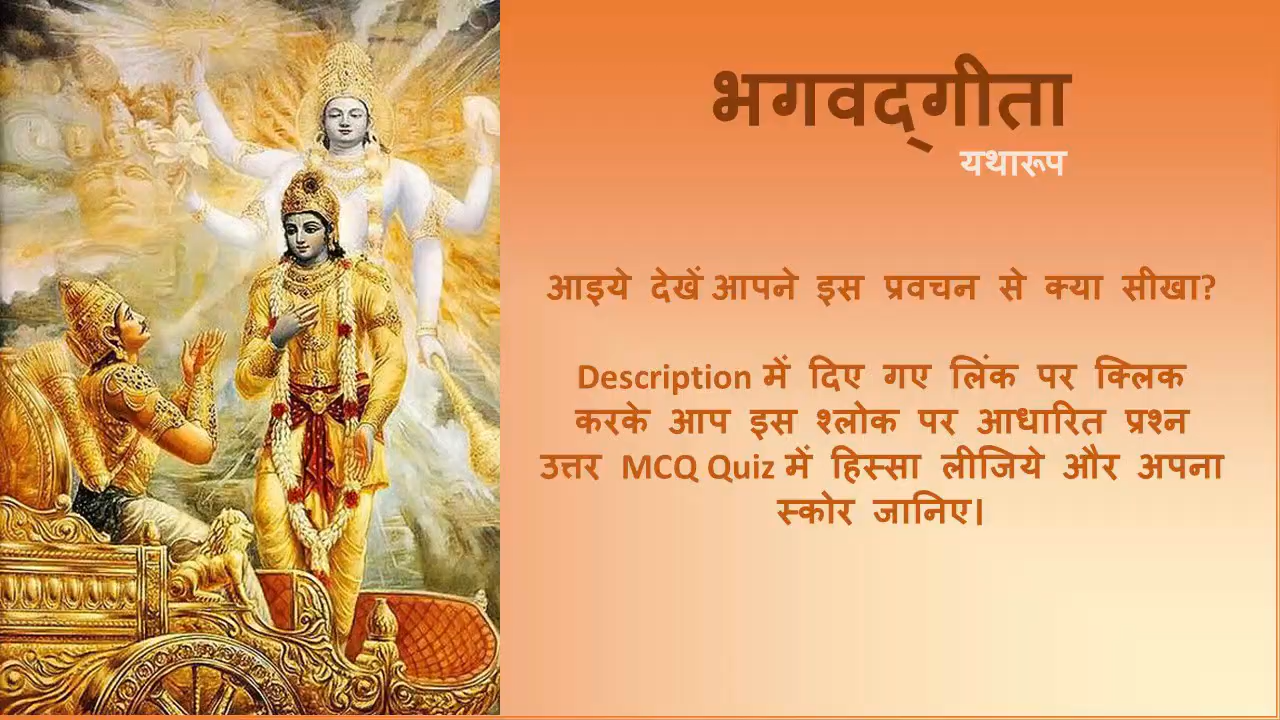 भगवद्गीता
यथारूप
आइये देखें आपने इस प्रवचन से क्या सीखा?
Description में दिए गए लिंक पर क्लिक
करके आप इस श्लोक पर आधारित प्रश्न
उत्तर MCQ Quiz में हिस्सा लीजिये और अपना
स्कोर जानिए।